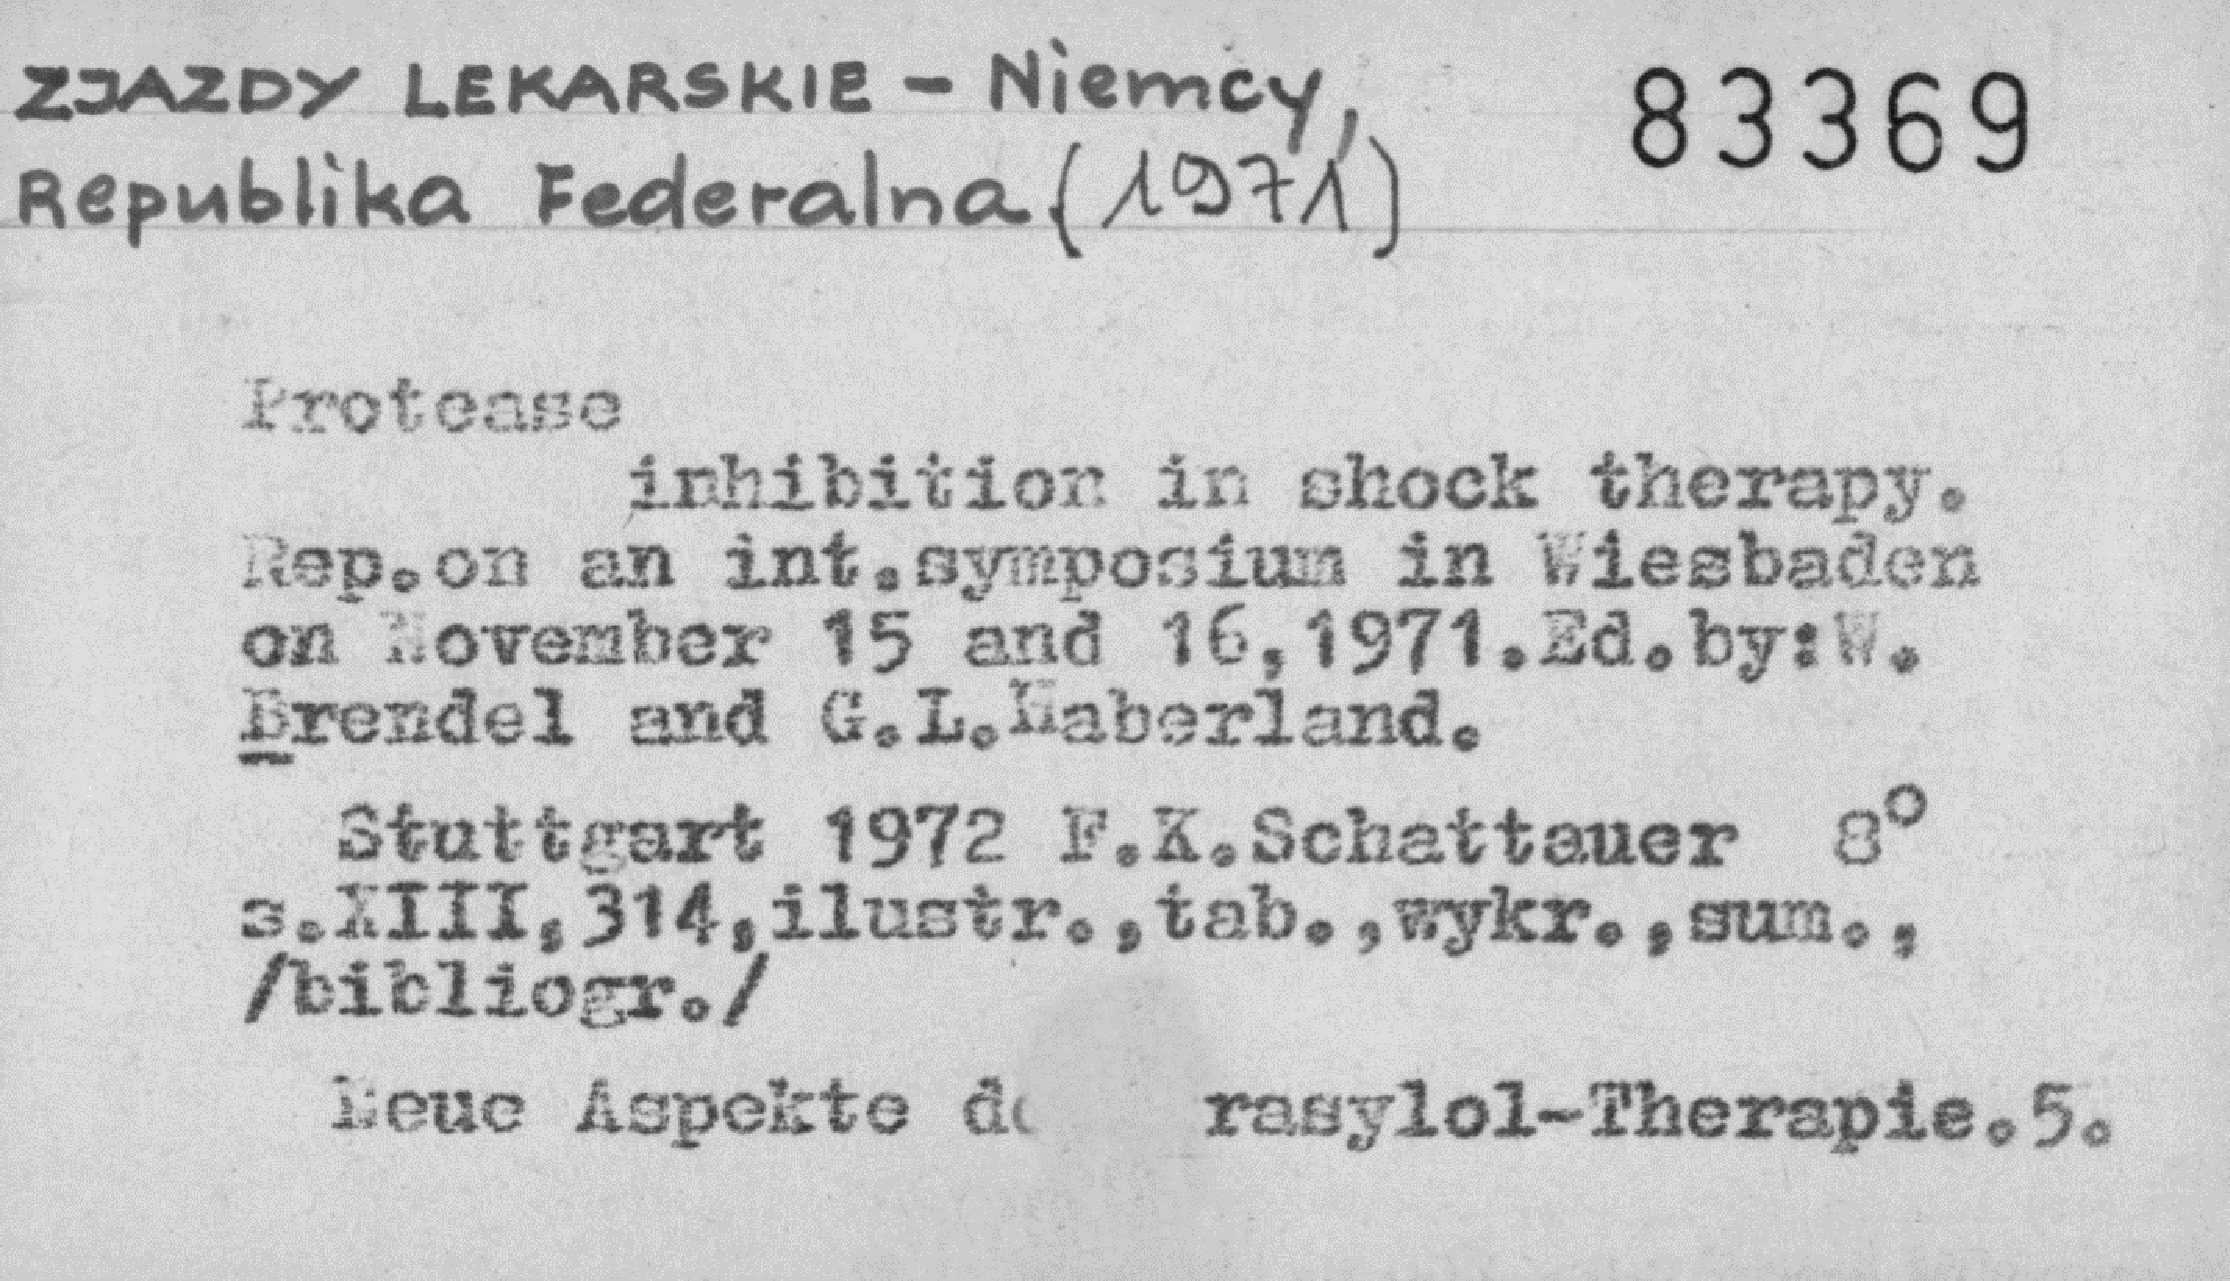 ZJAZDY LEKARSKIE - Niemcy,
83369
Republika Federalna (1971)
Protease
inhibition in shock therapy.
Rep.on an int.symposium in Wiesbaden
on November 15 and 16,1971.Ed.by:W.
Brendel and G.L.Haberland.
Stuttgart 1972 F.K.Schattauer 8°
s.XIII,314,ilustr.,tab.,wykr.,sum.,
/bibliogr./
Neue Aspekte rasylol-Therapie.5.